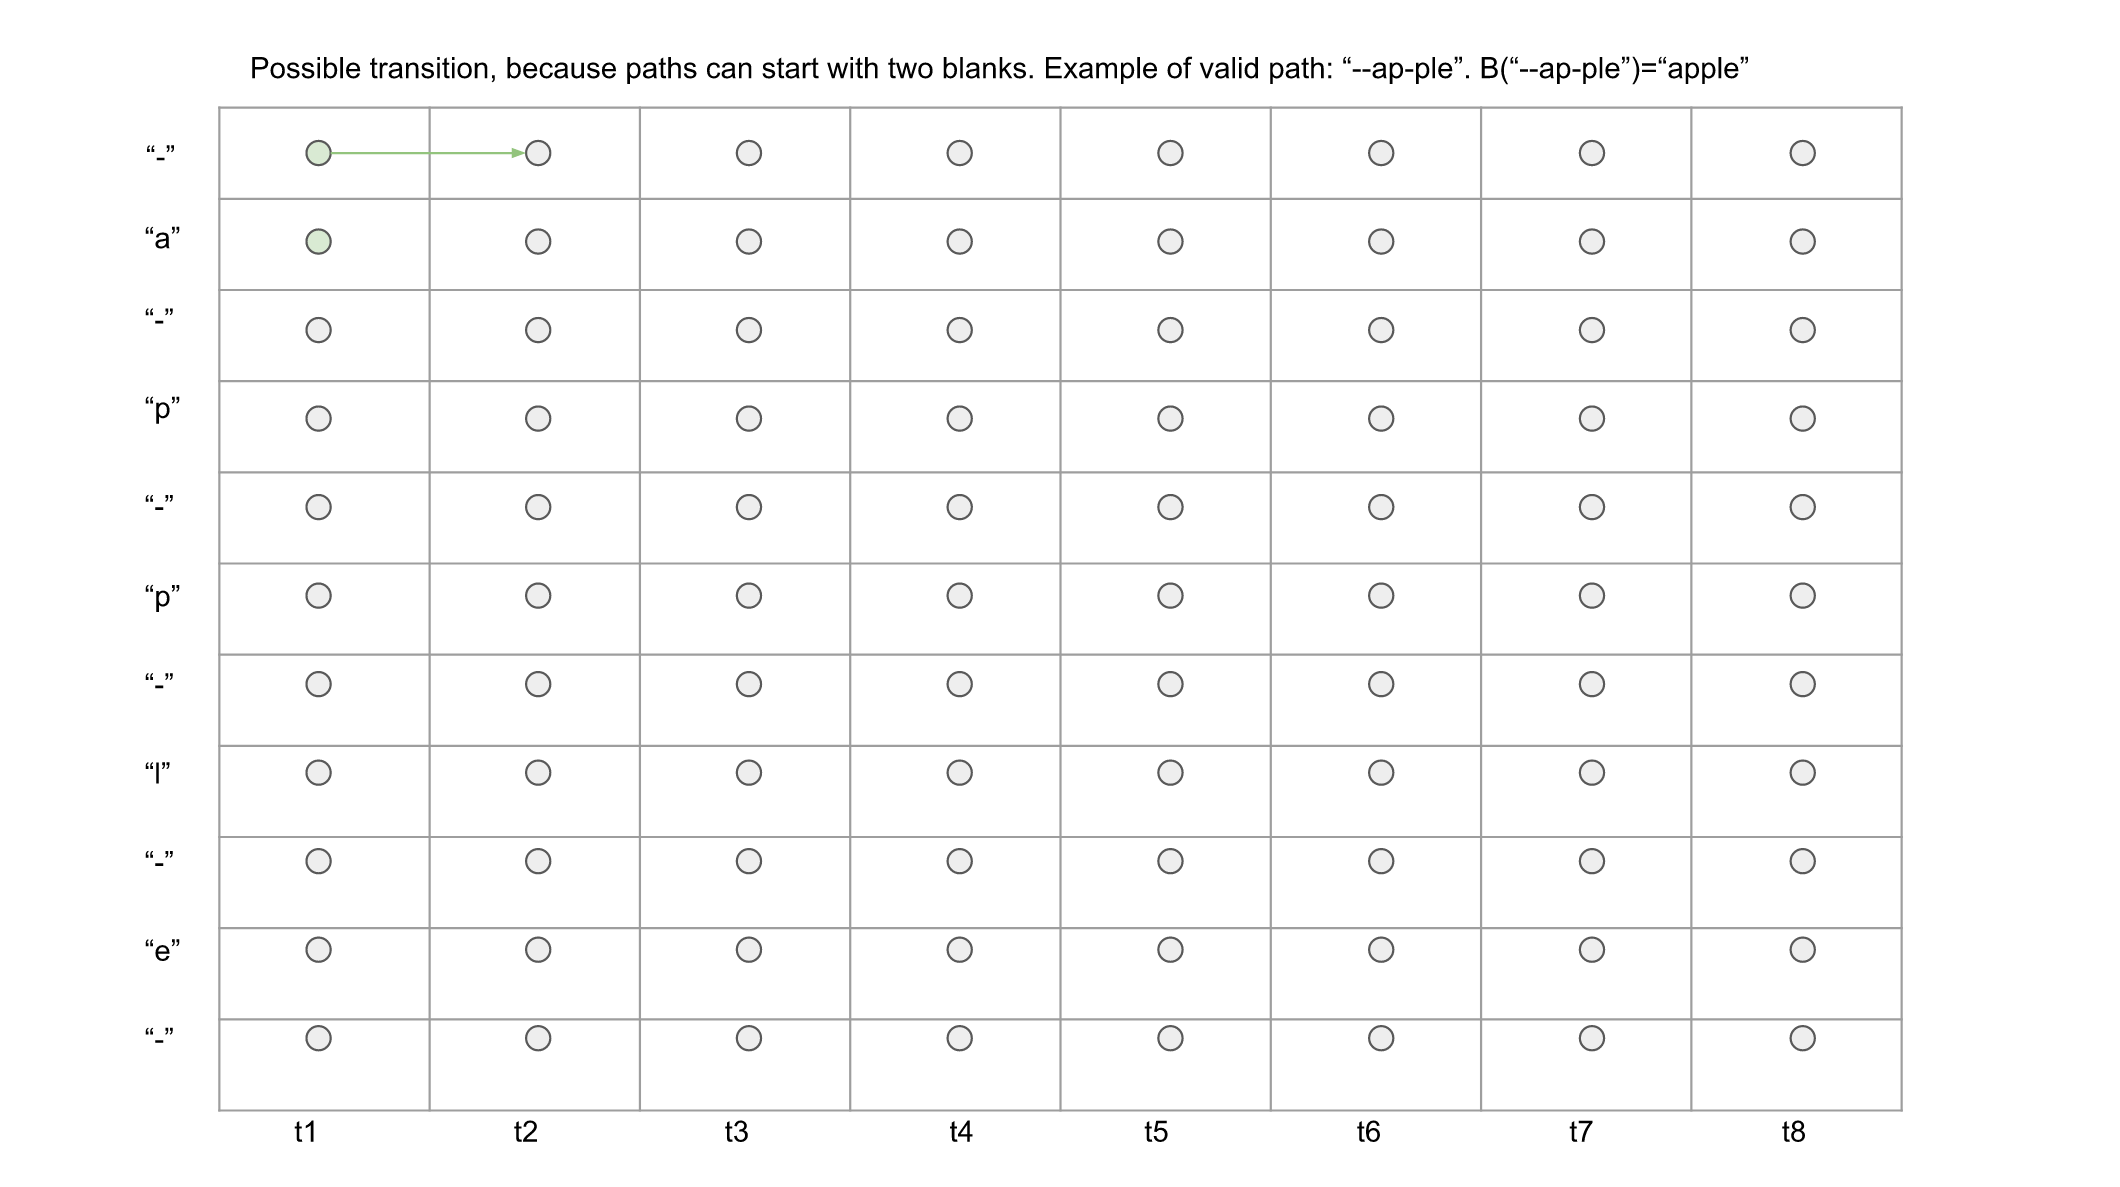 Possible transition, because paths can start with two blanks. Example of valid path: “--ap-ple”. B(“--ap-ple”)=“apple”
“-”
“a”
“-”
“p”
“-”
“p”
“-”
“l”
“-”
“e”
“-”
t1 t2 t3 t4 t5 t6 t7 t8